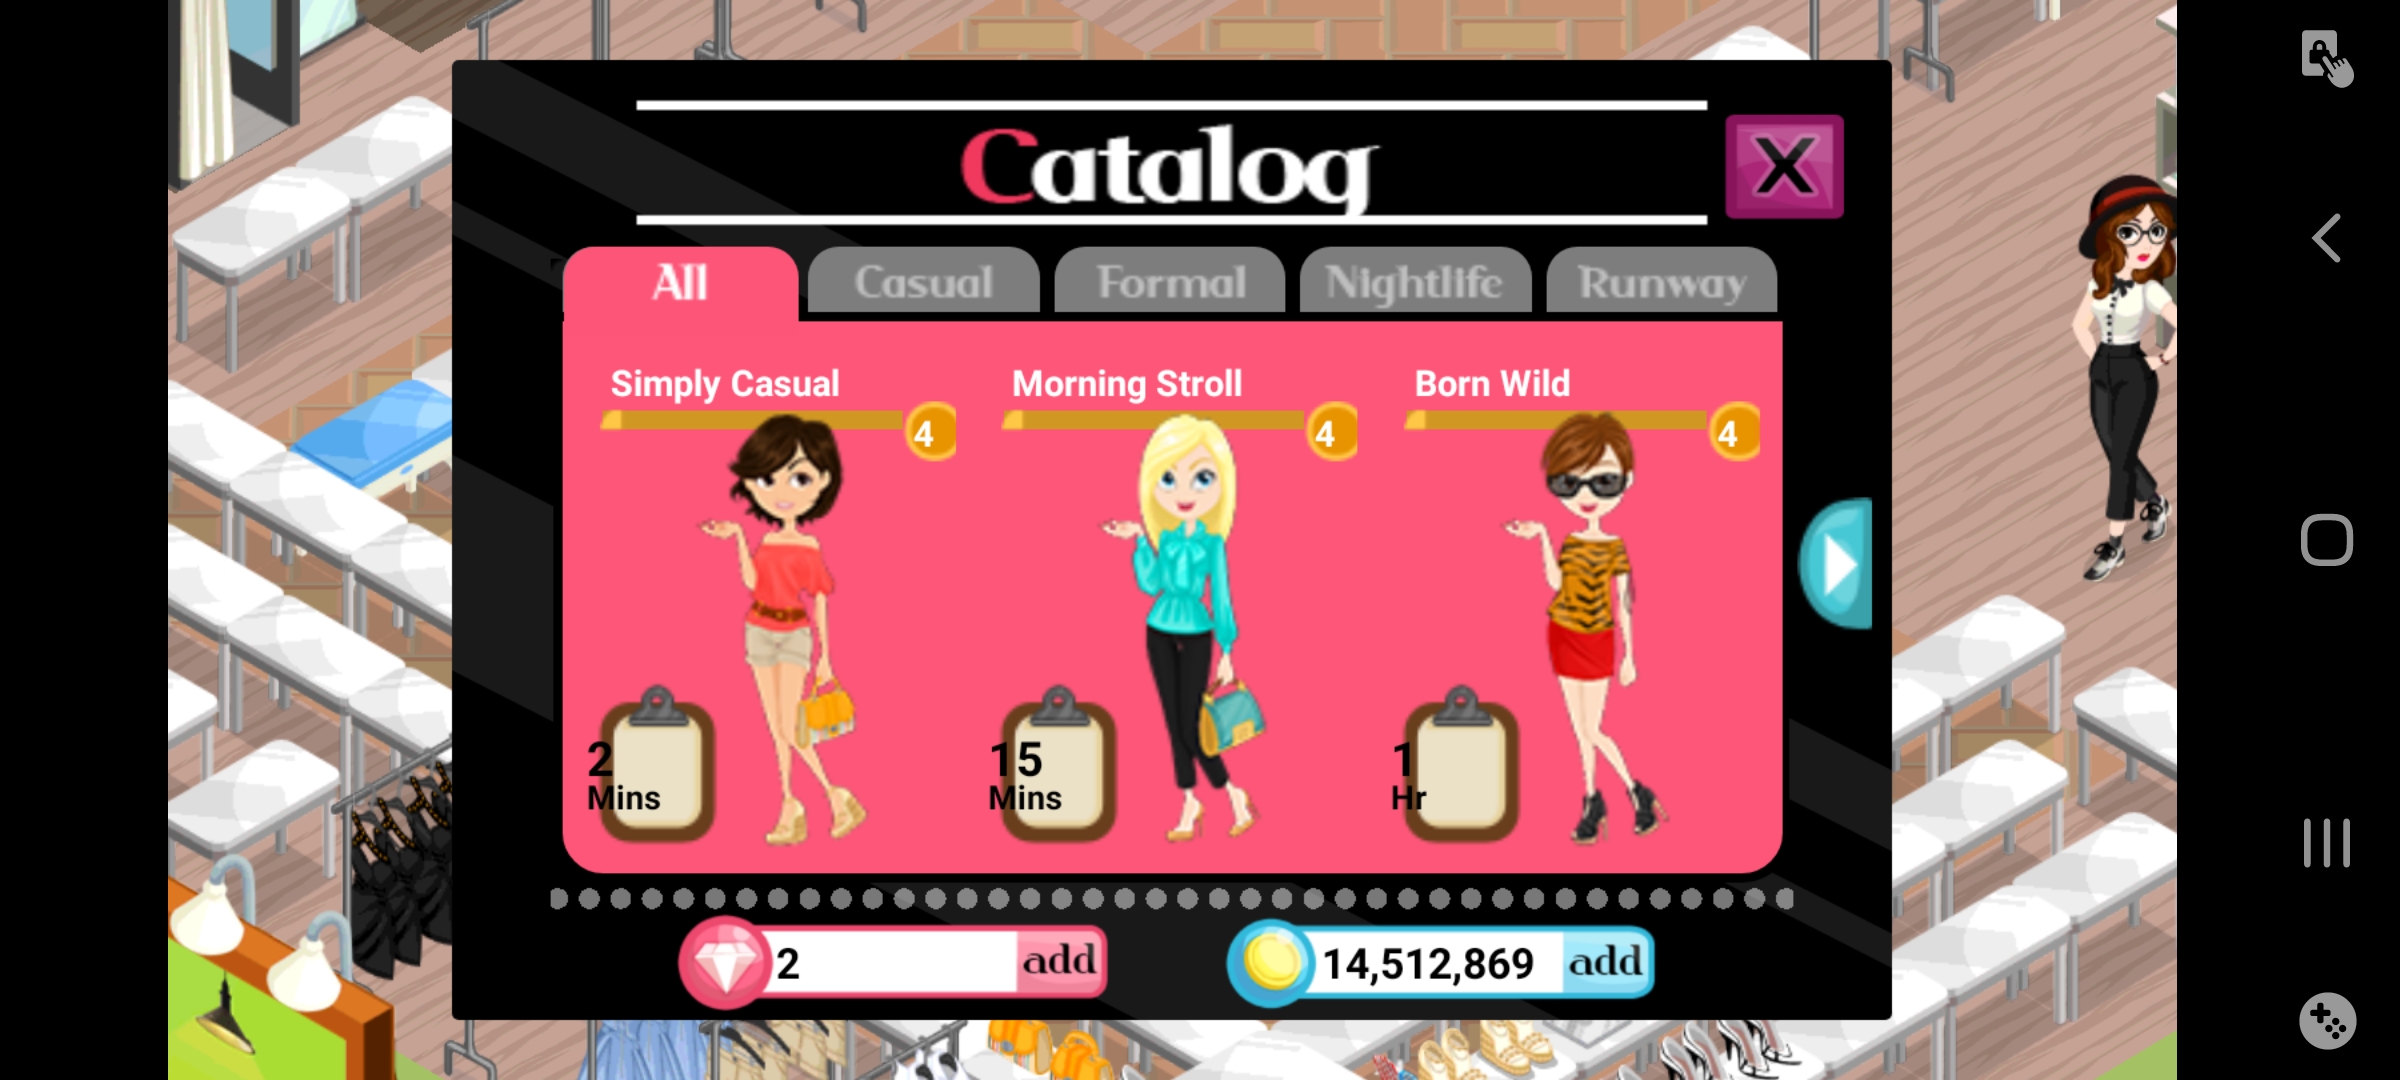 Catalog
X
All
Casual
Formal
Nightlife
Runway
Simply Casual
4
Morning Stroll
4
Born Wild
4
2
Mins
15
Mins
1
Hr
2
add
14,512,869
add